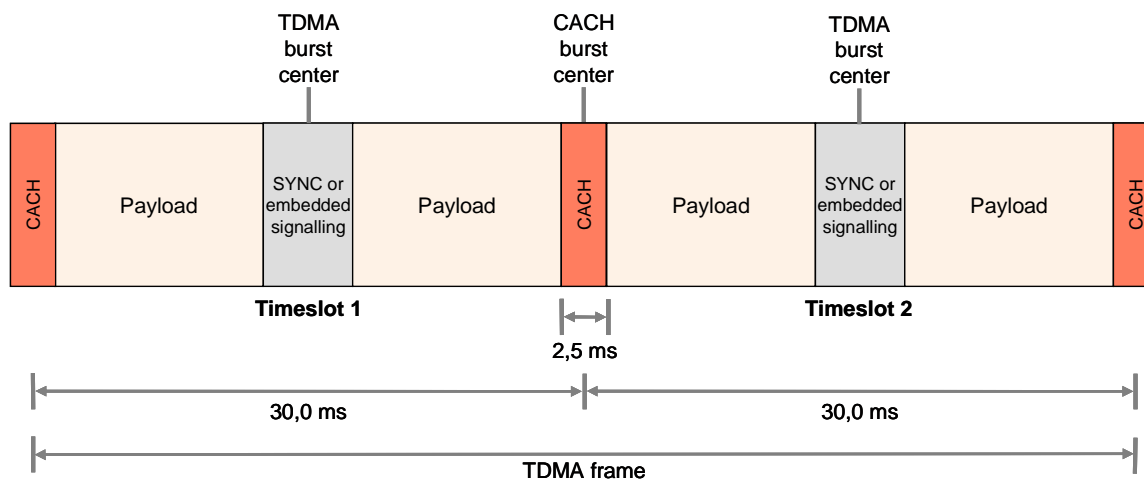 TDMA
burst
center
CACH
burst
center
TDMA
burst
center
CACH
Payload
SYNC or
embedded
signalling
Payload
CACH
Payload
SYNC or
embedded
signalling
Payload
CACH
Timeslot 1
Timeslot 2
2,5 ms
30,0 ms
30,0 ms
TDMA frame